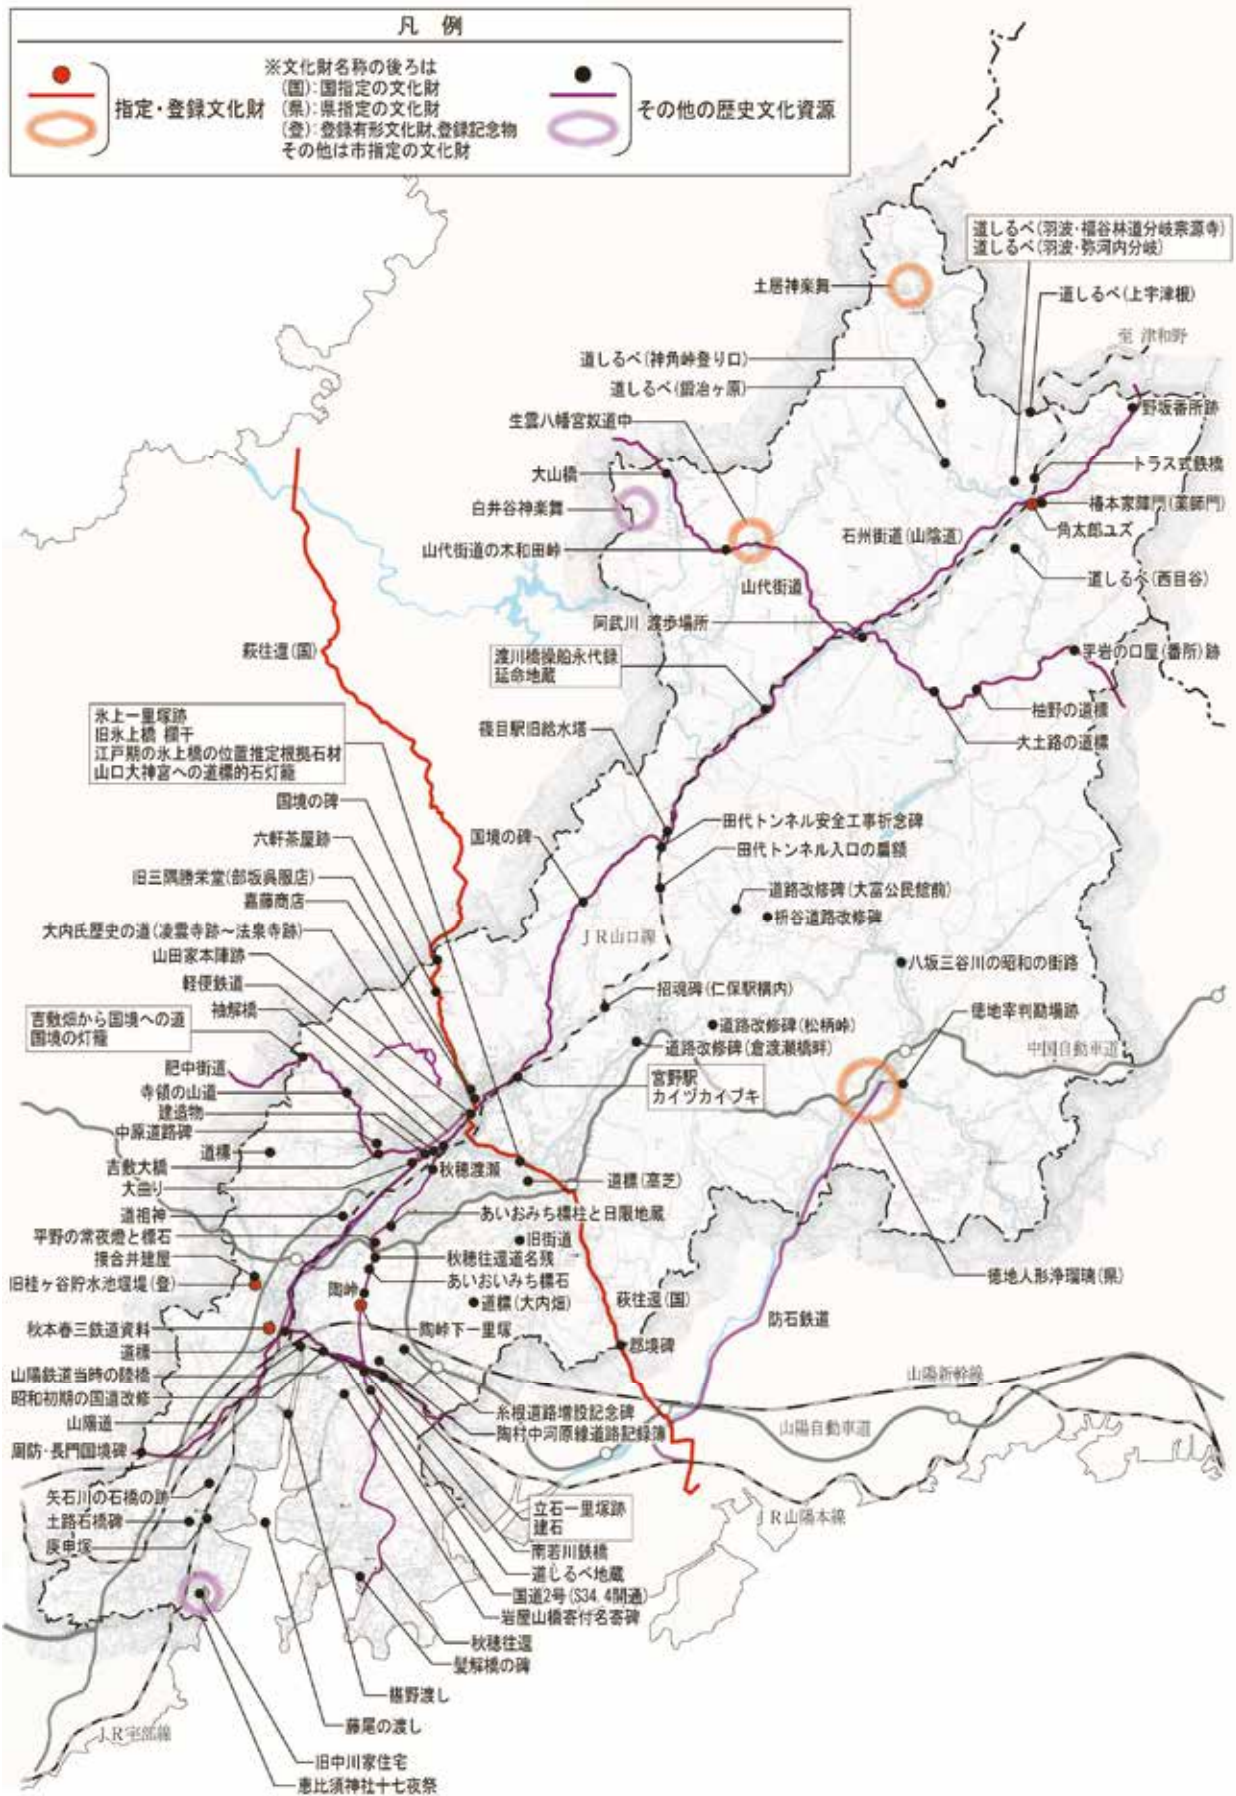 凡 例
指定・登録文化財
※文化財名称の後ろは
(国):国指定の文化財
(県):県指定の文化財
(登):登録有形文化財、登録記念物
その他は市指定の文化財
その他の歴史文化資源
道しるべ(羽波・福谷林道分岐宗源寺)
道しるべ(羽波・弥河内分岐)
土居神楽舞
道しるべ(上宇津根)
至 津和野
道しるべ(神角峠登り口)
道しるべ(鍛冶ヶ原)
野坂番所跡
生雲八幡宮奴道中
大山橋
トラス式鉄橋
白井谷神楽舞
椿本家陣門(薬師門)
角太郎ユズ
石州街道(山陰道)
山代街道の木和田峠
道しるべ(西目谷)
山代街道
阿武川 渡歩場所
萩往還(国)
渡川橋操船永代録
延命地蔵
平岩の口屋(番所)跡
柚野の道標
氷上一里塚跡
旧氷上橋 欄干
江戸期の氷上橋の位置推定根拠石材
山口大神宮への道標的石灯籠
篠目駅旧給水塔
大土路の道標
国境の碑
田代トンネル安全工事祈念碑
六軒茶屋跡
国境の碑
田代トンネル入口の扁額
旧三隅勝栄堂(部坂呉服店)
道路改修碑(大富公民館前)
嘉藤商店
柊谷道路改修碑
大内氏歴史の道(凌雲寺跡~法泉寺跡)
JR山口線
山田家本陣跡
八坂三谷川の昭和の街路
軽便鉄道
招魂碑(仁保駅構内)
袖解橋
徳地宰判勘場跡
吉敷畑から国境への道
国境の灯籠
道路改修碑(松柄峠)
道路改修碑(倉渡瀬橋畔)
中国自動車道
肥中街道
宮野駅
カイヅカイブキ
寺領の山道
建造物
中原道路碑
道標
吉敷大橋
秋穂渡瀬
大曲り
道標(高芝)
道祖神
あいおみち標柱と日限地蔵
平野の常夜燈と標石
旧街道
接合井建屋
秋穂往還道名残
旧桂ヶ谷貯水池堰堤(登)
あいおいみち標石
徳地人形浄瑠璃(県)
陶峠
道標(大内畑)
萩往還(国)
防石鉄道
秋本春三鉄道資料
陶峠下一里塚
道標
郡境碑
山陽鉄道当時の陸橋
山陽新幹線
昭和初期の国道改修
糸根道路増設記念碑
山陽道
山陽自動車道
陶村中河原線道路記録簿
周防・長門国境碑
矢石川の石橋の跡
立石一里塚跡
建石
JR山陽本線
土路石橋碑
庚申塚
南若川鉄橋
道しるべ地蔵
国道2号(S34.4開通)
岩屋山橋寄付名寄碑
秋穂往還
髪解橋の碑
藤尾の渡し
JR宇部線
旧中川家住宅
恵比須神社十七夜祭